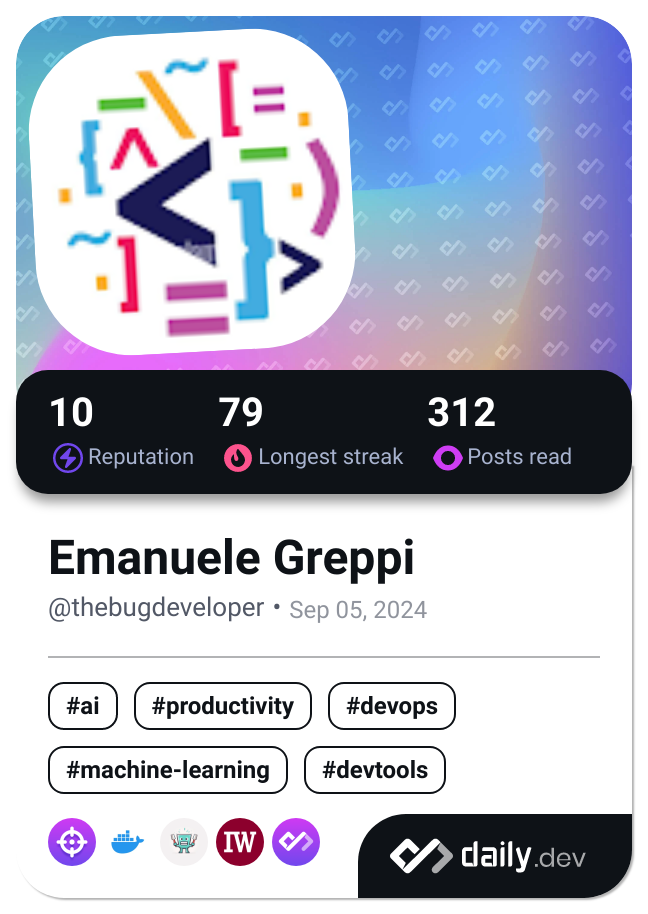 10 79 312
Reputation Longest streak Posts read
Emanuele Greppi
@thebugdeveloper • Sep 05, 2024
#ai #productivity #devops
#machine-learning #devtools
IW
daily.dev